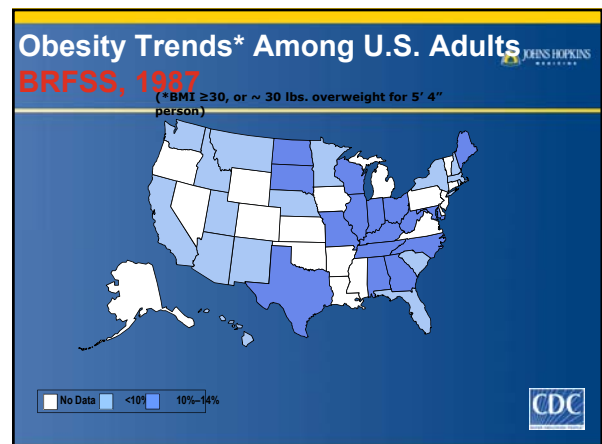 Obesity Trends* Among U.S. Adults
JOHNS HOPKINS
MEDICINE
BRFSS, 1987
(*BMI ≥30, or ~ 30 lbs. overweight for 5’ 4”
person)
No Data <10% 10%–14%
CDC